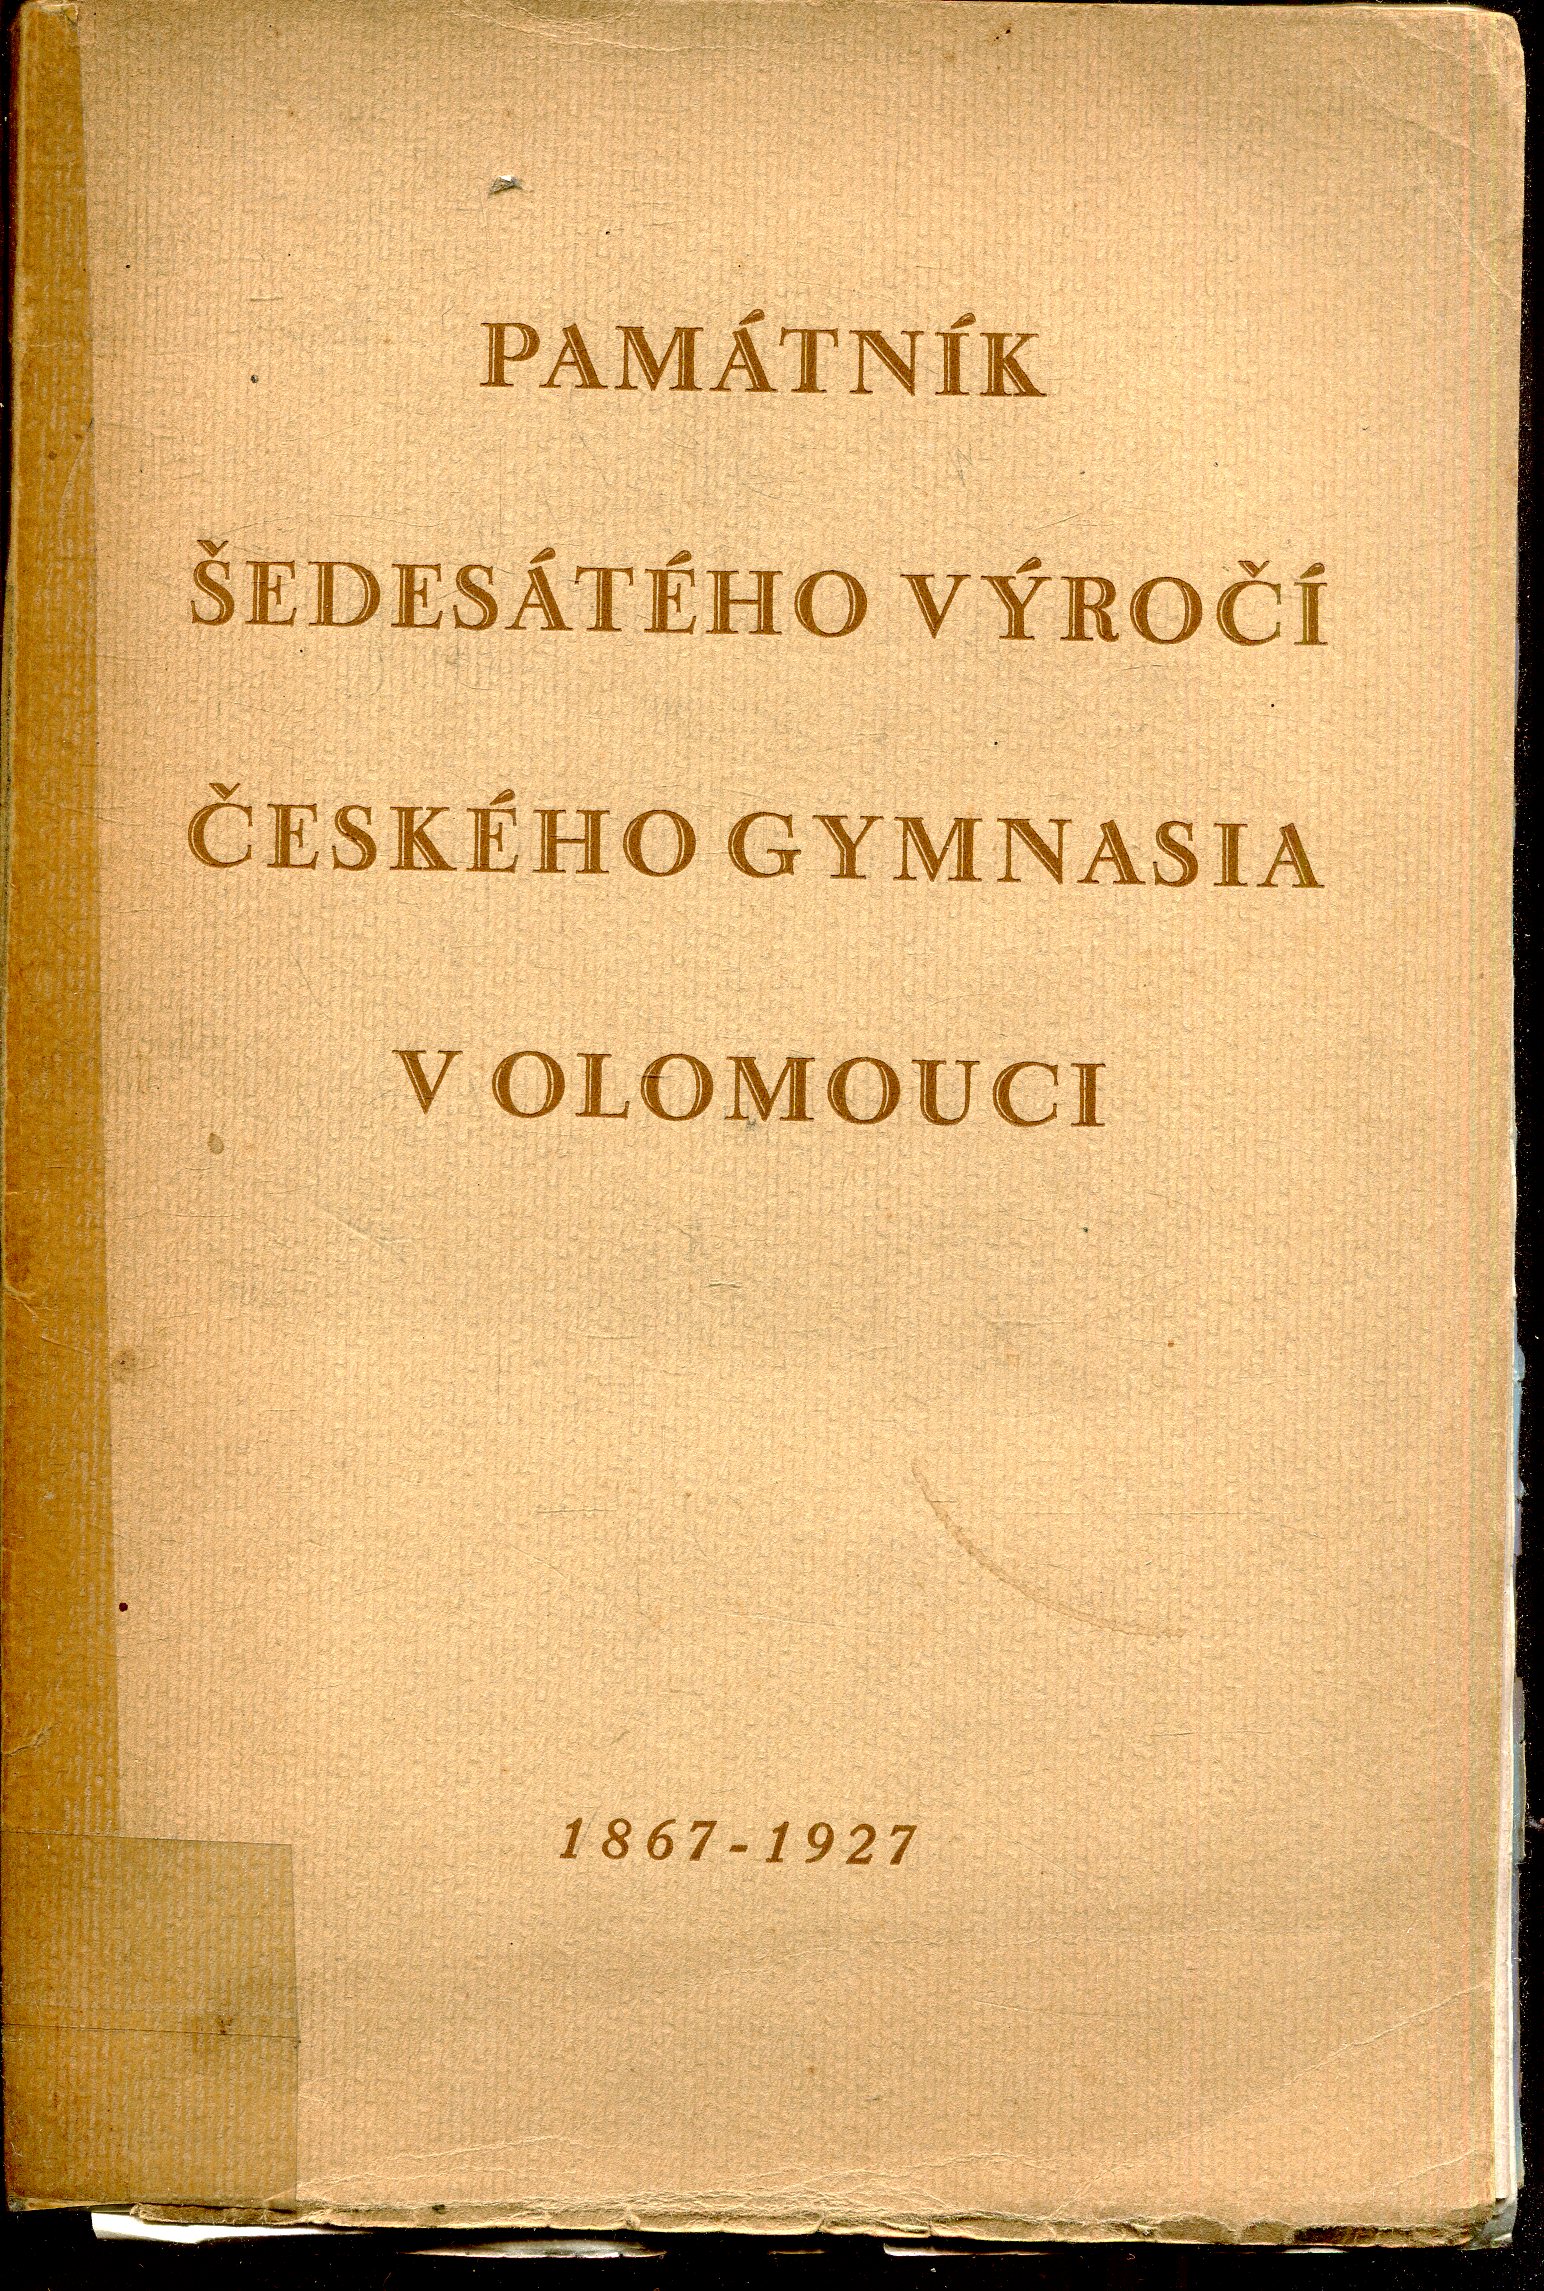 PAMÁTNÍK
ŠEDESÁTÉHO VÝROČÍ
ČESKÉHO GYMNASIA
V OLOMOUCI
1867-1927